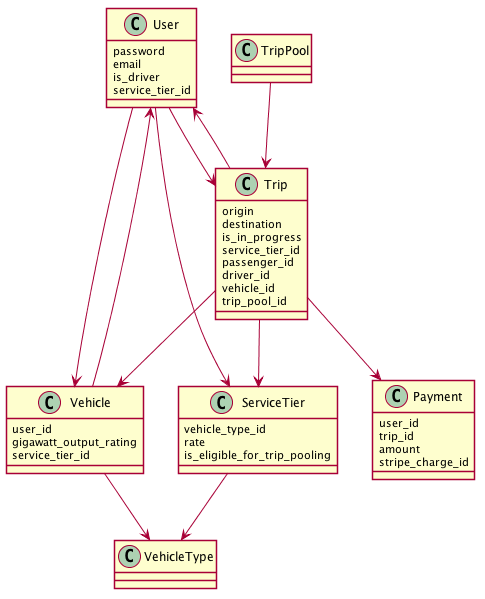 C User
password
email
is_driver
service_tier_id
C TripPool
C Trip
origin
destination
is_in_progress
service_tier_id
passenger_id
driver_id
vehicle_id
trip_pool_id
C Vehicle
user_id
gigawatt_output_rating
service_tier_id
C ServiceTier
vehicle_type_id
rate
is_eligible_for_trip_pooling
C Payment
user_id
trip_id
amount
stripe_charge_id
C VehicleType